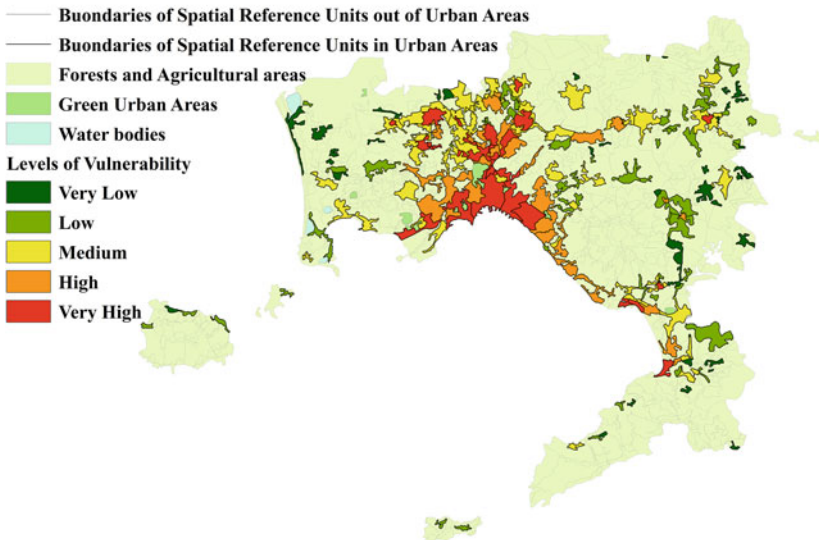 Buondaries of Spatial Reference Units out of Urban Areas
Buondaries of Spatial Reference Units in Urban Areas
Forests and Agricultural areas
Green Urban Areas
Water bodies
Levels of Vulnerability
Very Low
Low
Medium
High
Very High